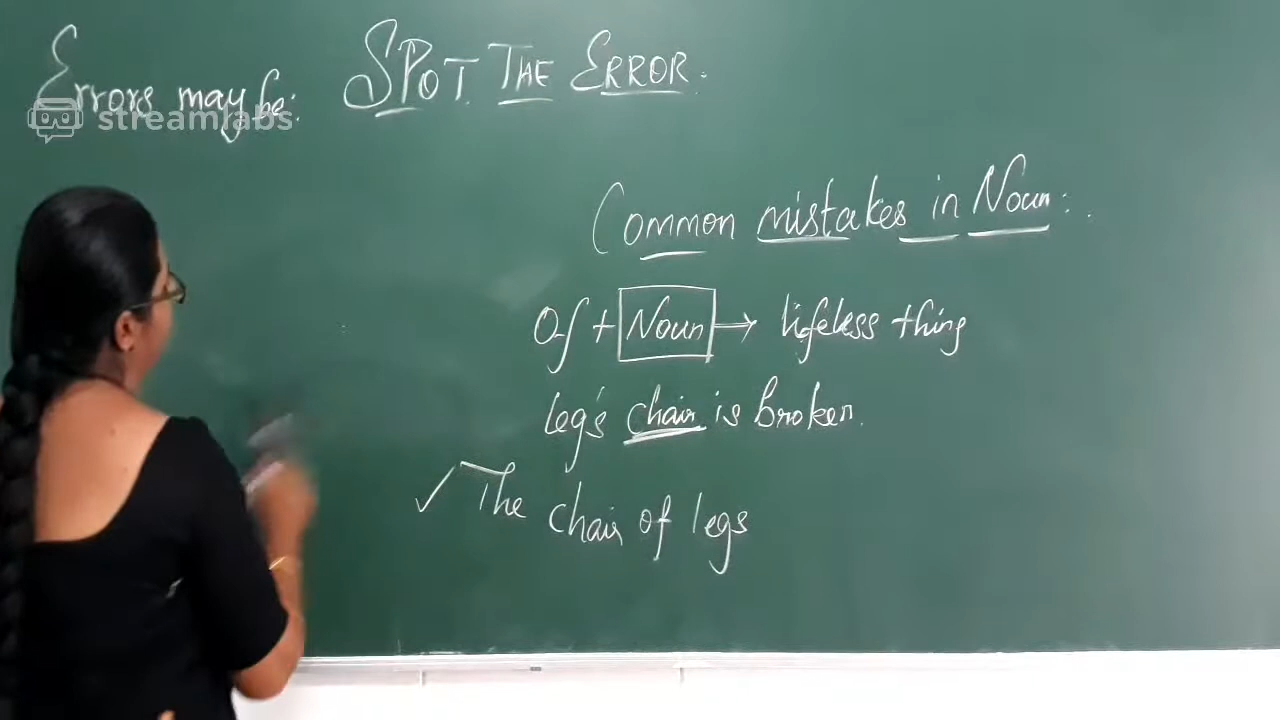 Errors may be:
streamlabs
SPOT THE ERROR.
Common mistakes in Noun:
Of + Noun → lifeless thing
leg's chair is broken.
✓ The chair of legs